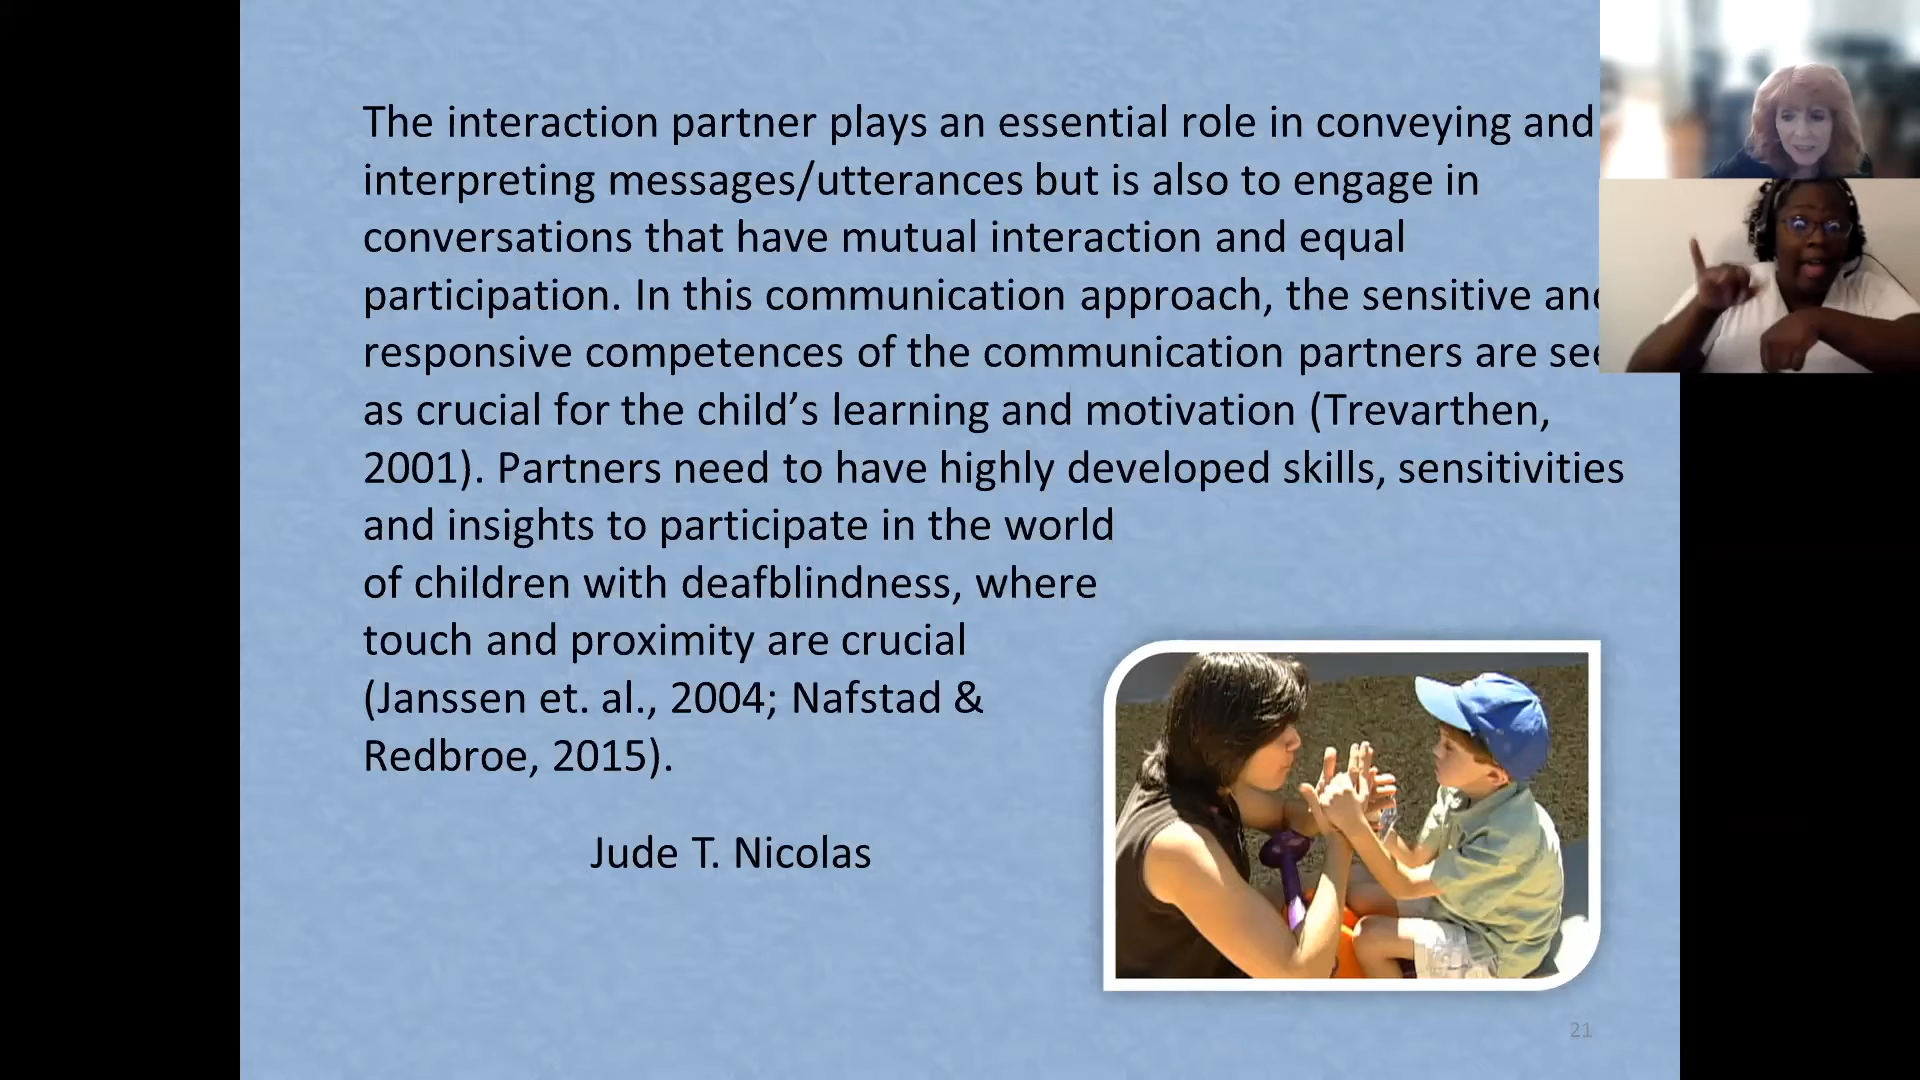 The interaction partner plays an essential role in conveying and
interpreting messages/utterances but is also to engage in
conversations that have mutual interaction and equal
participation. In this communication approach, the sensitive and
responsive competences of the communication partners are see
as crucial for the child’s learning and motivation (Trevarthen,
2001). Partners need to have highly developed skills, sensitivities
and insights to participate in the world
of children with deafblindness, where
touch and proximity are crucial
(Janssen et. al., 2004; Nafstad &
Redbroe, 2015).
Jude T. Nicolas
21